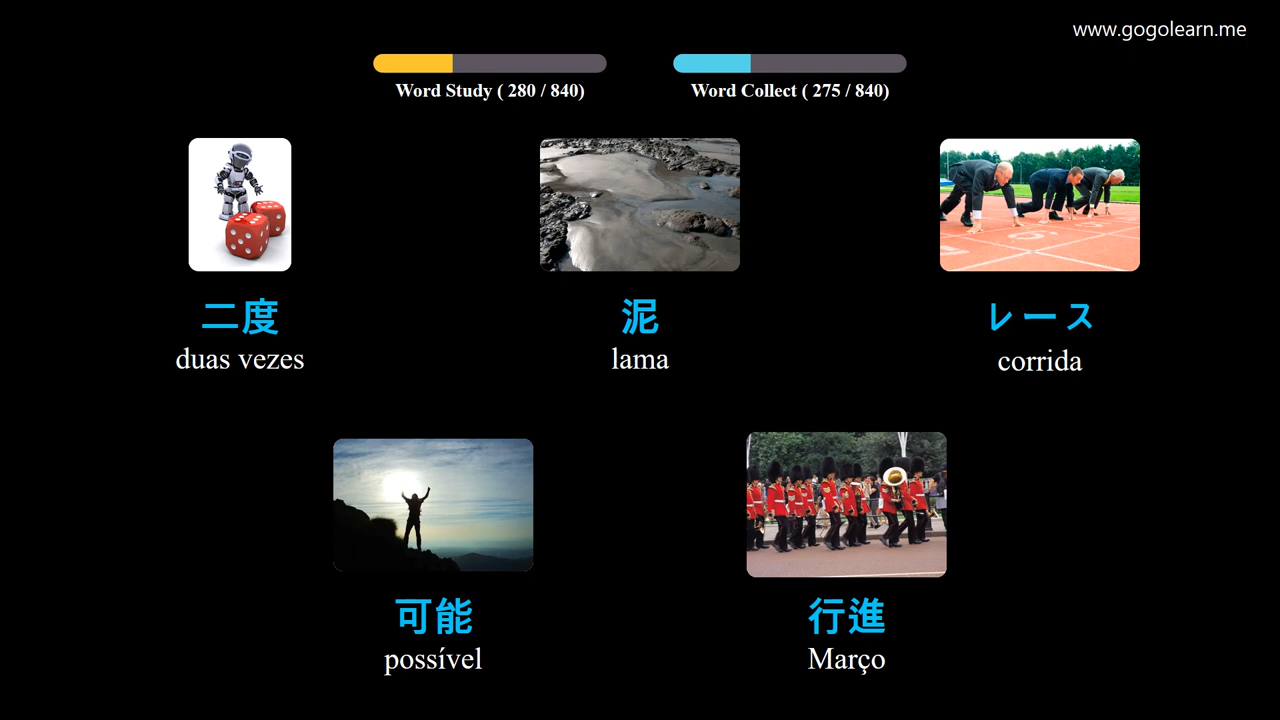 www.gogolearn.me
Word Study ( 280 / 840)
Word Collect ( 275 / 840)
二度
duas vezes
泥
lama
レース
corrida
可能
possível
行進
Março